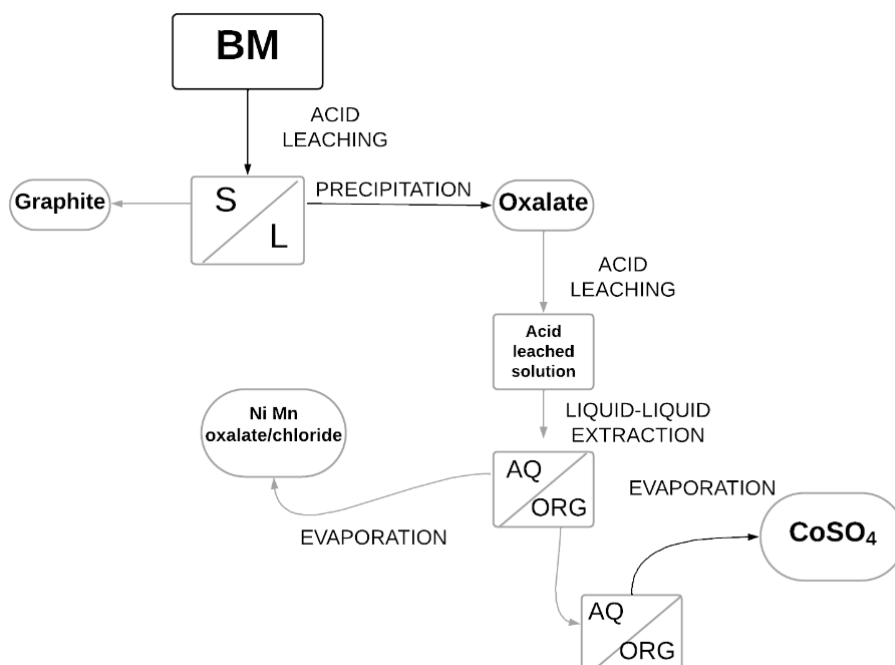 BM
ACID
LEACHING
Graphite
S
L
PRECIPITATION
Oxalate
ACID
LEACHING
Acid
leached
solution
LIQUID-LIQUID
EXTRACTION
Ni Mn
oxalate/chloride
AQ
ORG
EVAPORATION
EVAPORATION
CoSO₄
AQ
ORG